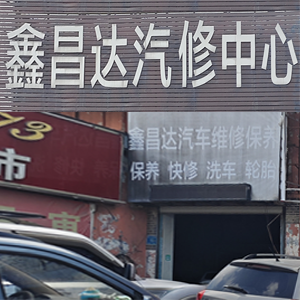 鑫昌达汽修中心
93
市
鑫昌达汽车维修保养
保养 快修 洗车 轮胎